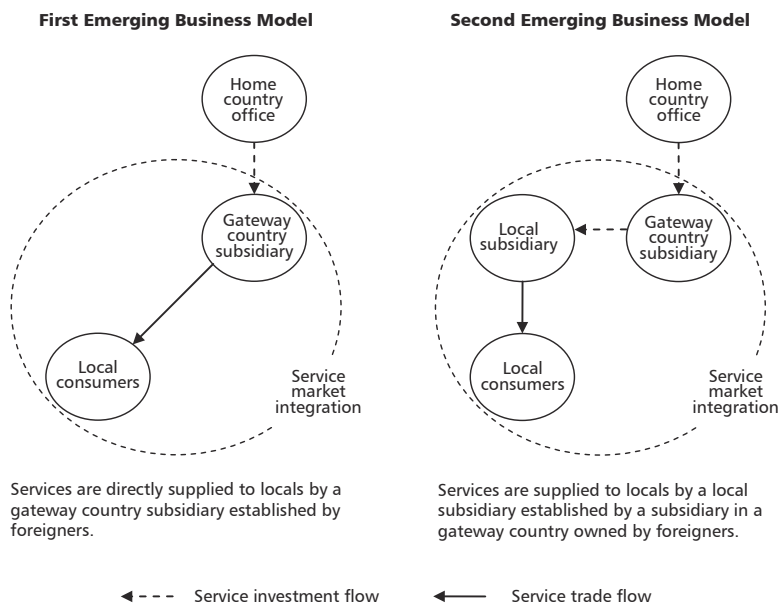 First Emerging Business Model
Home
country
office
Gateway
country
subsidiary
Local
consumers
Service
market
integration
Services are directly supplied to locals by a
gateway country subsidiary established by
foreigners.
Second Emerging Business Model
Home
country
office
Local
subsidiary
Gateway
country
subsidiary
Local
consumers
Service
market
integration
Services are supplied to locals by a local
subsidiary established by a subsidiary in a
gateway country owned by foreigners.
Service investment flow
Service trade flow